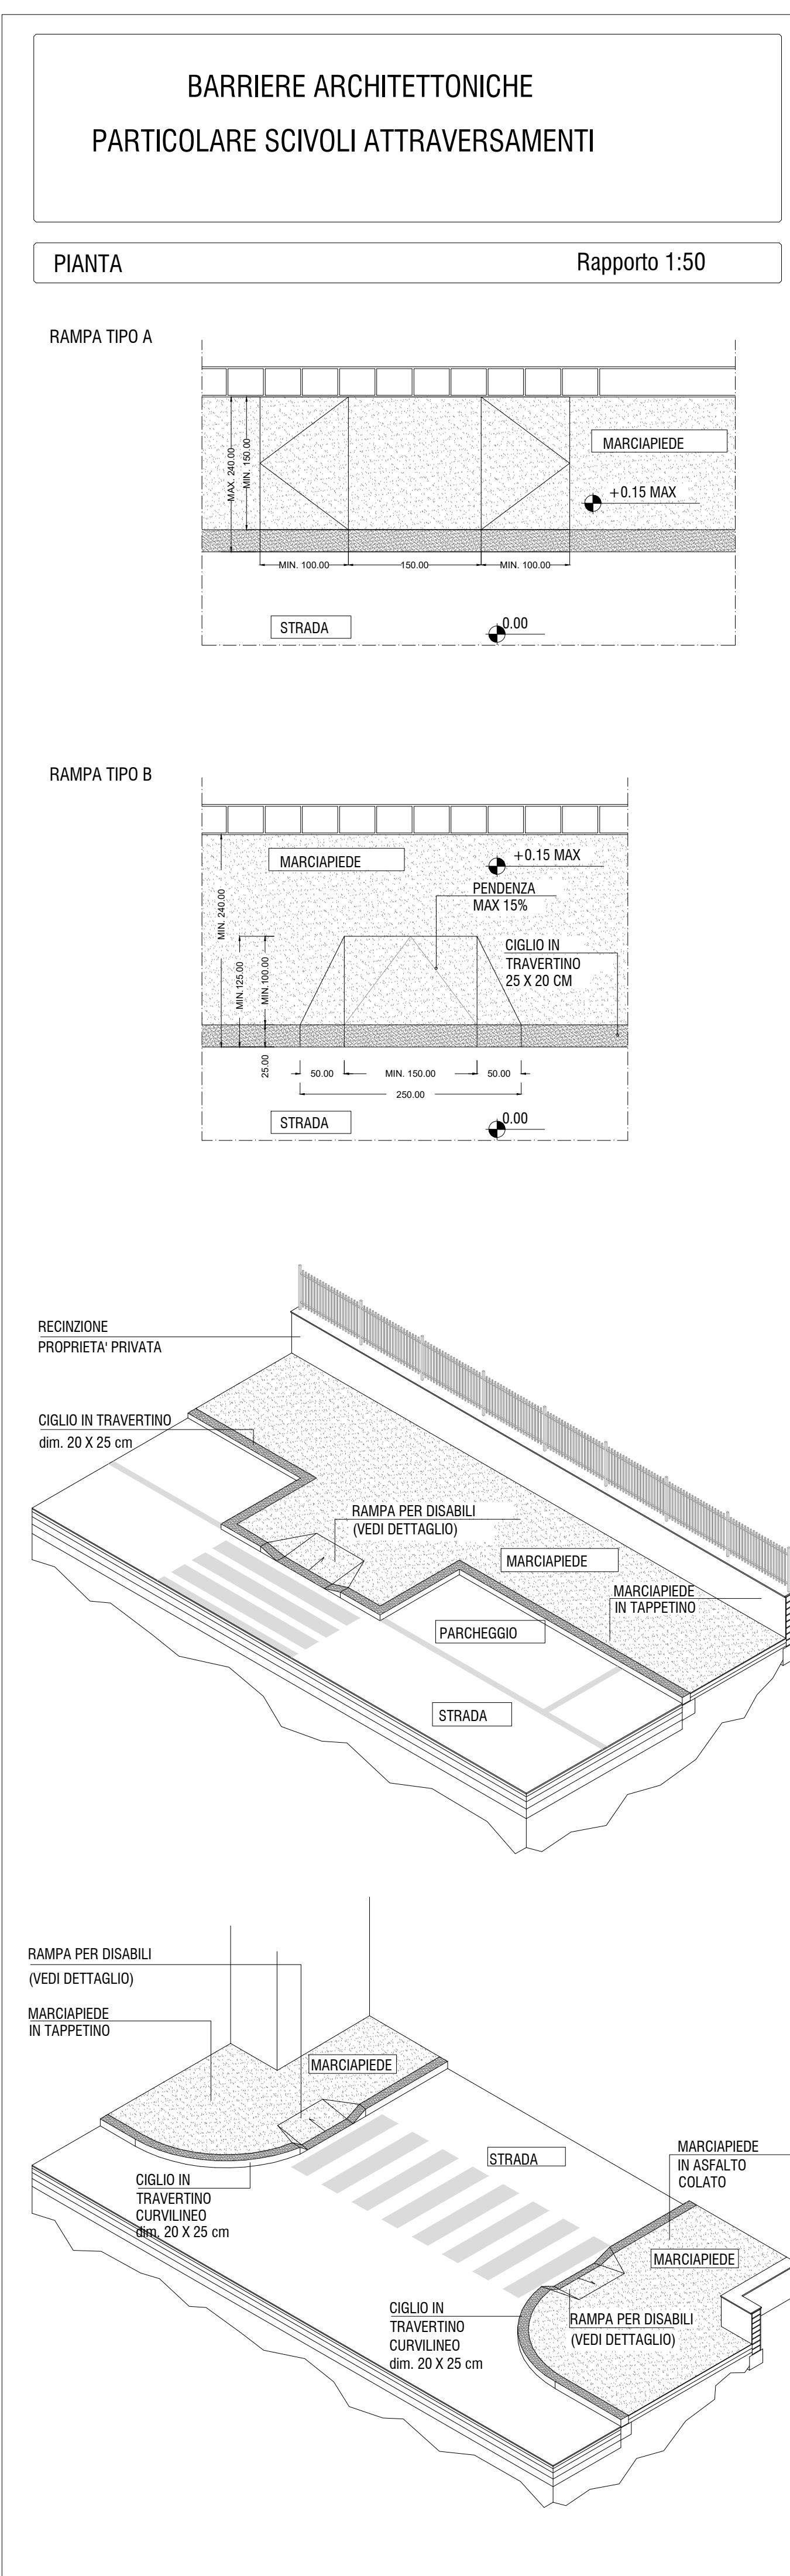 BARRIERE ARCHITETTONICHE
PARTICOLARE SCIVOLI ATTRAVERSAMENTI
PIANTA
Rapporto 1:50
RAMPA TIPO A
MAX. 240.00
MIN. 150.00
MARCIAPIEDE
+0.15 MAX
MIN. 100.00
150.00
MIN. 100.00
STRADA
0.00
RAMPA TIPO B
MARCIAPIEDE
+0.15 MAX
PENDENZA
MAX 15%
MIN. 240.00
MIN.125.00
MIN.100.00
CIGLIO IN
TRAVERTINO
25 X 20 CM
25.00
50.00
MIN. 150.00
50.00
250.00
STRADA
0.00
RECINZIONE
PROPRIETA' PRIVATA
CIGLIO IN TRAVERTINO
dim. 20 X 25 cm
RAMPA PER DISABILI
(VEDI DETTAGLIO)
MARCIAPIEDE
MARCIAPIEDE
IN TAPPETINO
PARCHEGGIO
STRADA
RAMPA PER DISABILI
(VEDI DETTAGLIO)
MARCIAPIEDE
IN TAPPETINO
MARCIAPIEDE
STRADA
MARCIAPIEDE
IN ASFALTO
COLATO
CIGLIO IN
TRAVERTINO
CURVILINEO
dim. 20 X 25 cm
MARCIAPIEDE
CIGLIO IN
TRAVERTINO
CURVILINEO
dim. 20 X 25 cm
RAMPA PER DISABILI
(VEDI DETTAGLIO)